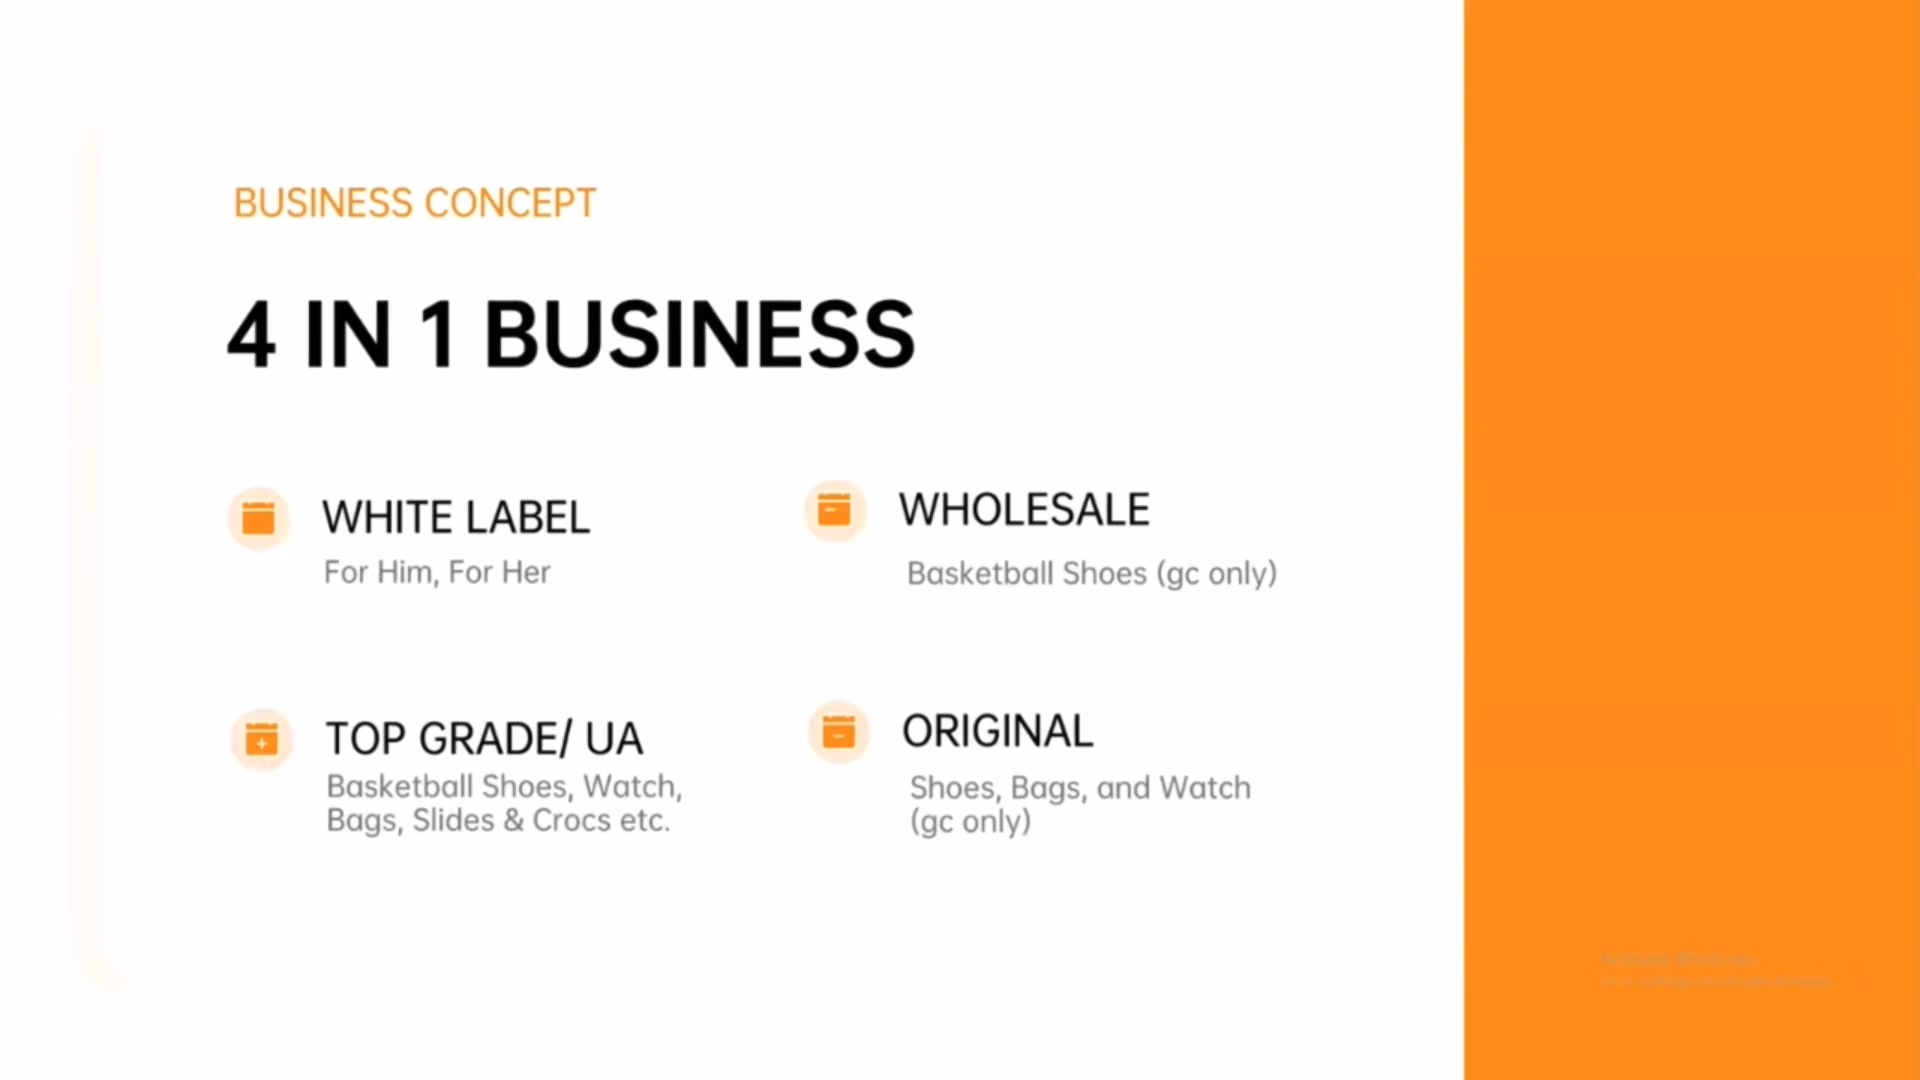 BUSINESS CONCEPT
4 IN 1 BUSINESS
WHITE LABEL
For Him, For Her
WHOLESALE
Basketball Shoes (gc only)
TOP GRADE/ UA
Basketball Shoes, Watch,
Bags, Slides & Crocs etc.
ORIGINAL
Shoes, Bags, and Watch
(gc only)